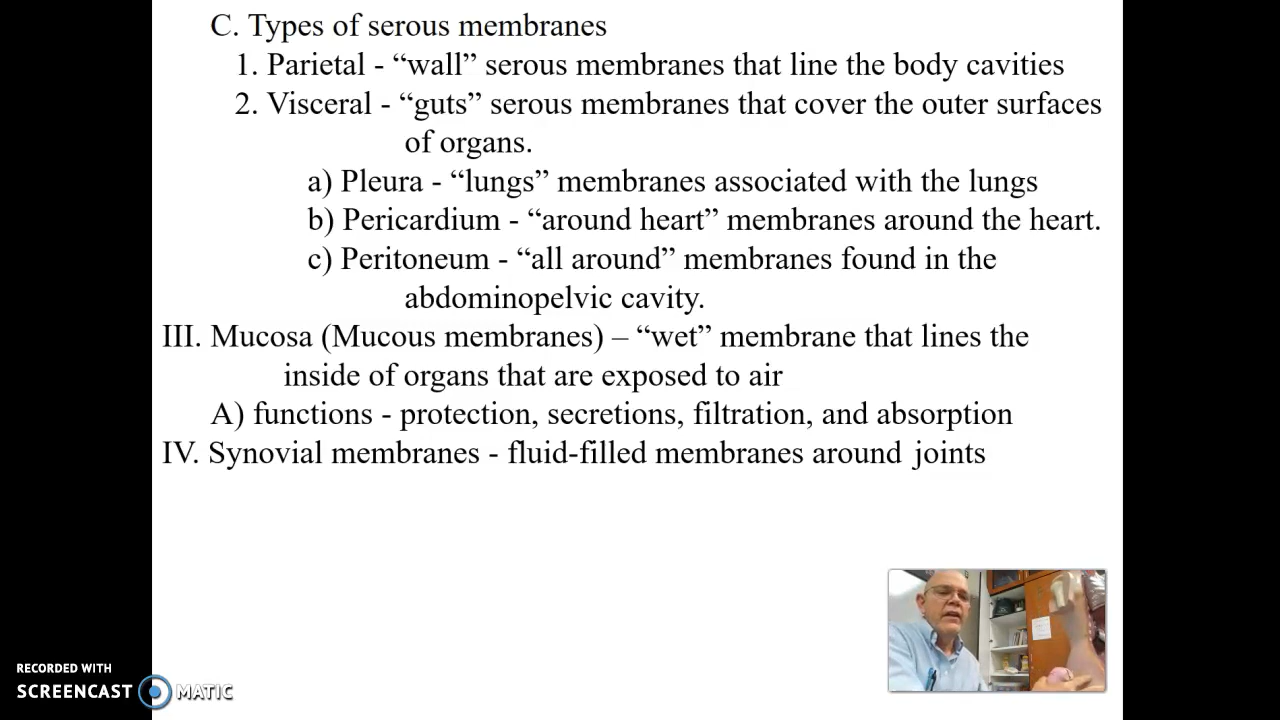 C. Types of serous membranes
1. Parietal - “wall” serous membranes that line the body cavities
2. Visceral - “guts” serous membranes that cover the outer surfaces
of organs.
a) Pleura - “lungs” membranes associated with the lungs
b) Pericardium - “around heart” membranes around the heart.
c) Peritoneum - “all around” membranes found in the
abdominopelvic cavity.
III. Mucosa (Mucous membranes) – “wet” membrane that lines the
inside of organs that are exposed to air
A) functions - protection, secretions, filtration, and absorption
IV. Synovial membranes - fluid-filled membranes around joints
RECORDED WITH
SCREENCAST MATIC